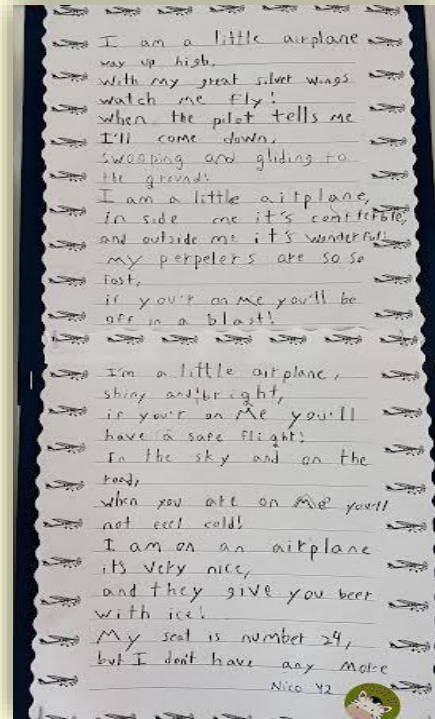 I am a little airplane
way up high,
with my great silver wings
watch me fly!
when the pilot tells me
I'll come down,
swooping and gliding to
the ground!
I am a little airplane,
in side me it's comfterble,
and outside me it's wonderful!
my perpelers are so so
fast,
if your'r on me you'll be
off in a blast!
I'm a little airplane,
shiny and bright,
if your'r on Me you'll
have a safe flight!
In the sky and on the
road,
when you are on Me you'll
not eel cold!
I am on an airplane
its very nice,
and they give you beer
with ice!
My seat is number 24,
but I don't have any more
Nico Y2